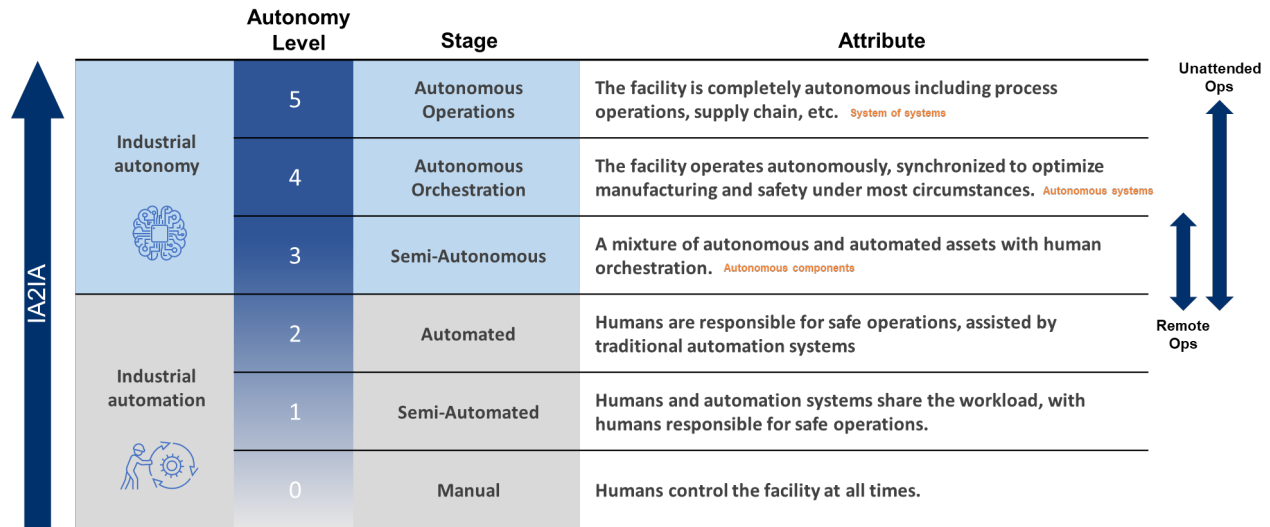 Autonomy
Level
Stage
Attribute
Unattended
Ops
5
Autonomous
Operations
The facility is completely autonomous including process
operations, supply chain, etc. System of systems
Industrial
autonomy
4
Autonomous
Orchestration
The facility operates autonomously, synchronized to optimize
manufacturing and safety under most circumstances. Autonomous systems
3
Semi-Autonomous
A mixture of autonomous and automated assets with human
orchestration. Autonomous components
IA2IA
Remote
Ops
2
Automated
Humans are responsible for safe operations, assisted by
traditional automation systems
Industrial
automation
1
Semi-Automated
Humans and automation systems share the workload, with
humans responsible for safe operations.
0
Manual
Humans control the facility at all times.